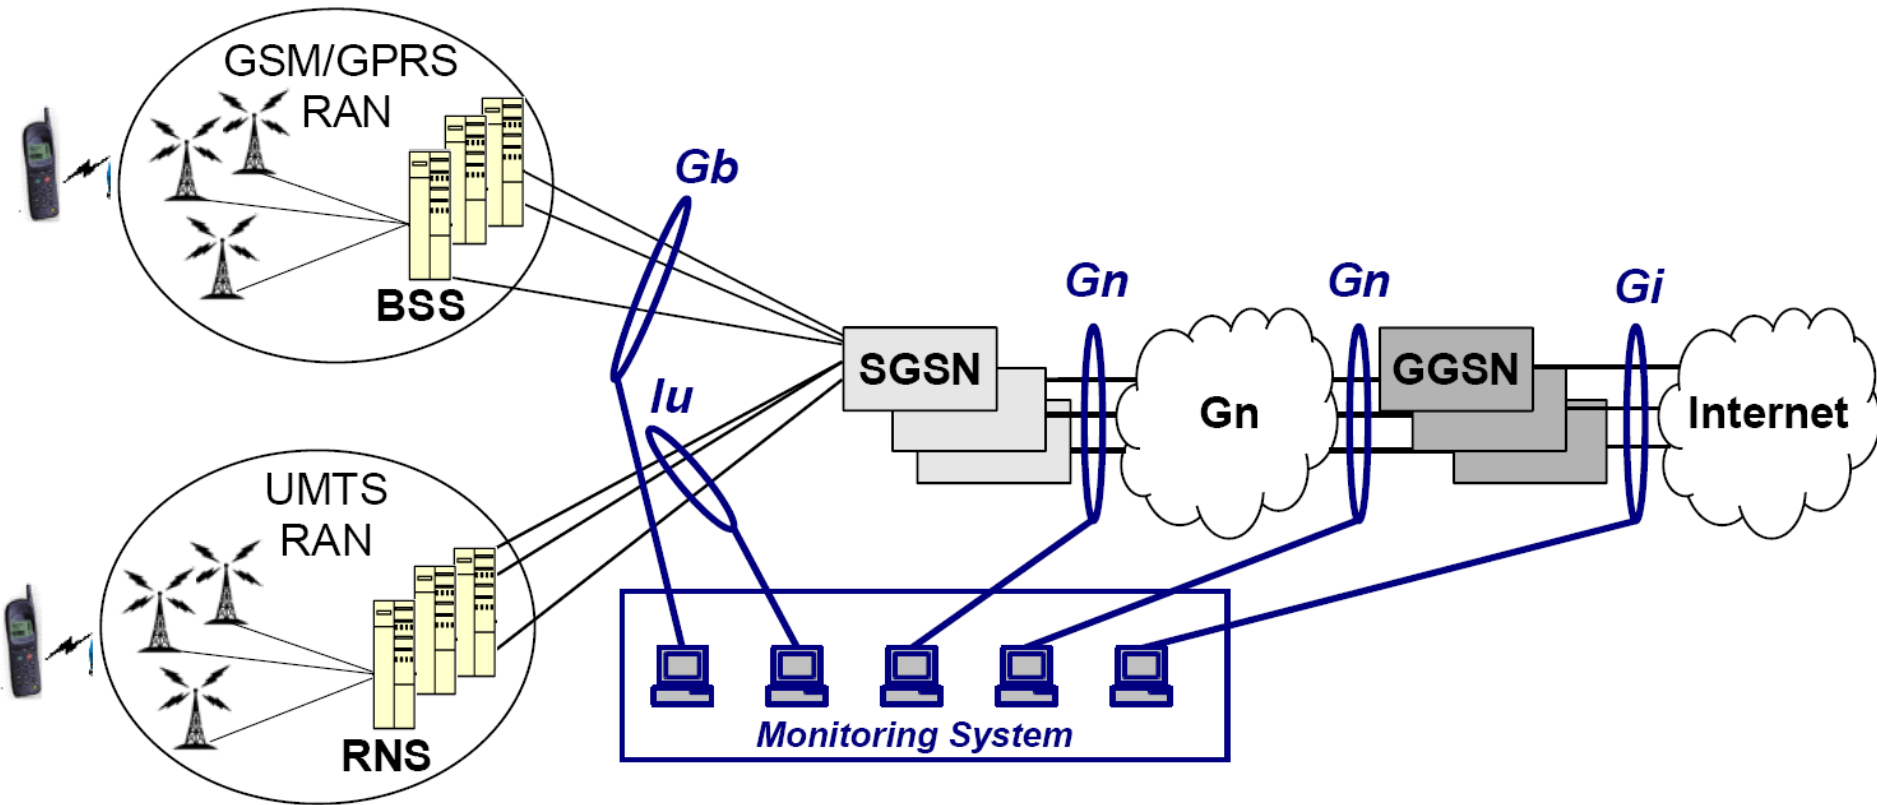 GSM/GPRS
RAN
BSS
Gb
Iu
UMTS
RAN
RNS
SGSN
Gn
Gn
Gn
GGSN
Gi
Internet
Monitoring System